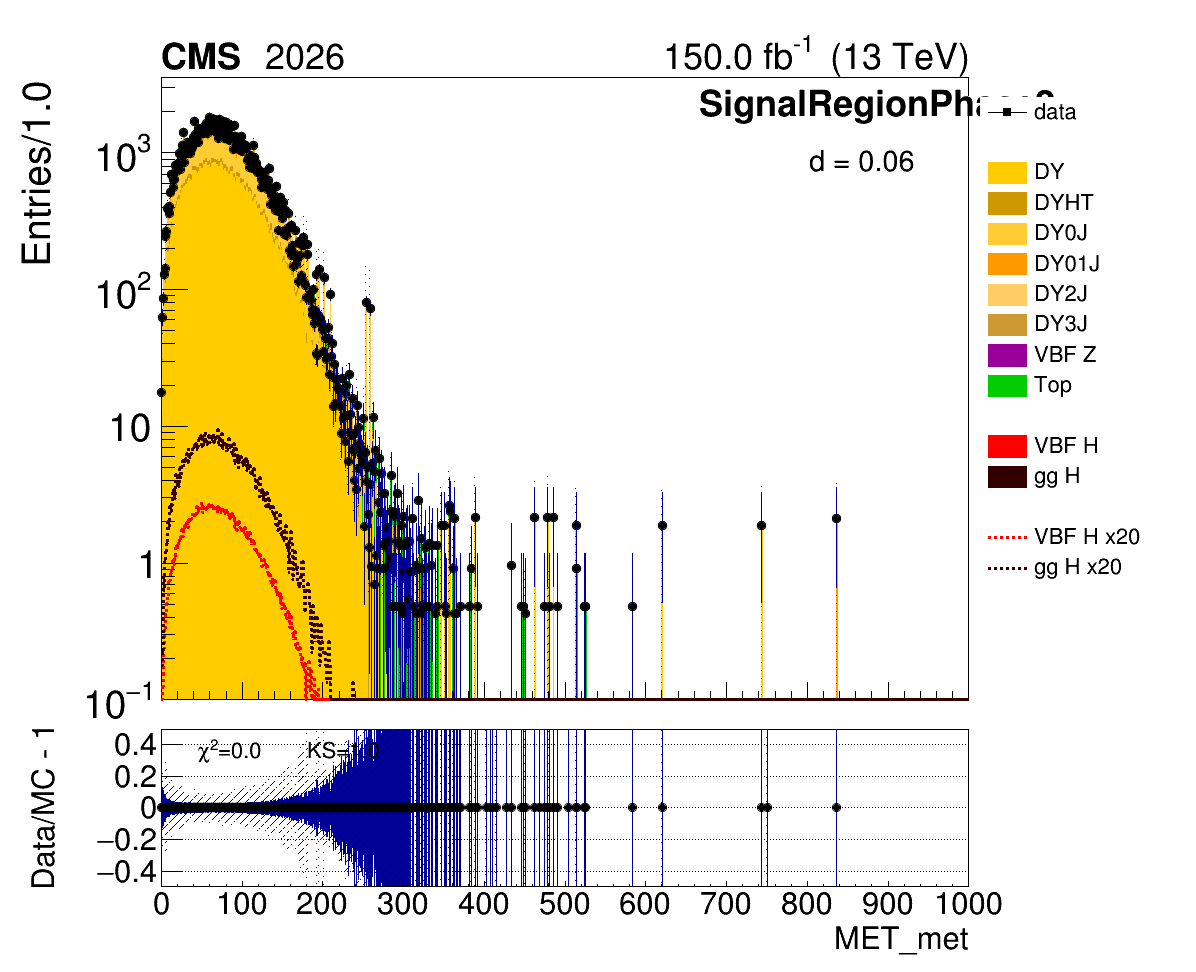 CMS 2026 150.0 fb⁻¹ (13 TeV)
Entries/1.0
SignalRegionPha
d = 0.06
10³
10²
10
1
10⁻¹
data
DY
DYHT
DY0J
DY01J
DY2J
DY3J
VBF Z
Top
VBF H
gg H
VBF H x20
gg H x20
Data/MC - 1
χ²=0.0 KS=1.0
0.4
0.2
0
−0.2
−0.4
0 100 200 300 400 500 600 700 800 900 1000
MET_met